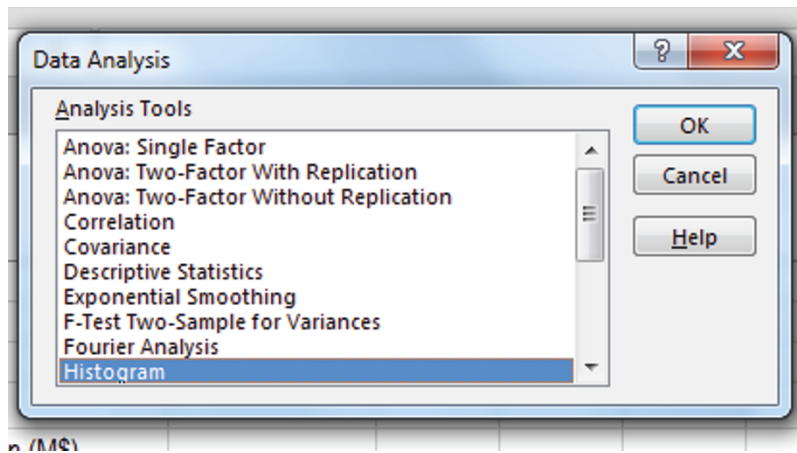 Data Analysis
?
Analysis Tools
Anova: Single Factor
Anova: Two-Factor With Replication
Anova: Two-Factor Without Replication
Correlation
Covariance
Descriptive Statistics
Exponential Smoothing
F-Test Two-Sample for Variances
Fourier Analysis
Histogram
OK
Cancel
Help
(M$)